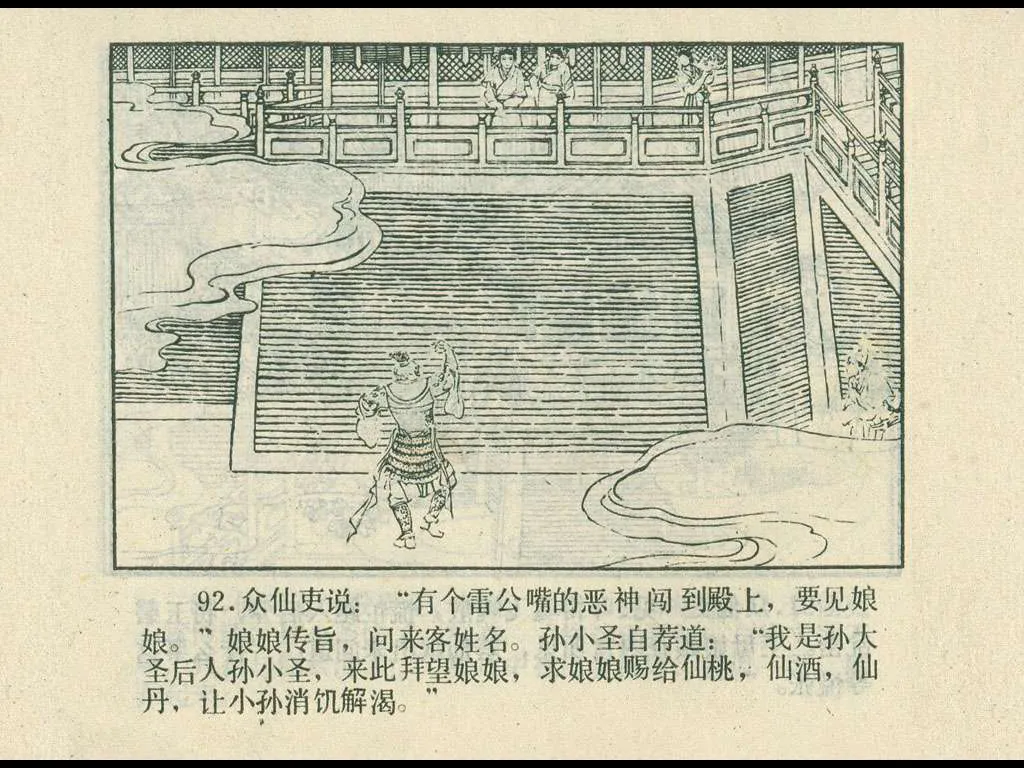 92.众仙吏说：“有个雷公嘴的恶神闯到殿上，要见娘
娘。”娘娘传旨，问来客姓名。孙小圣自荐道：“我是孙大
圣后人孙小圣，来此拜望娘娘，求娘娘赐给仙桃，仙酒，仙
丹，让小孙消饥解渴。”